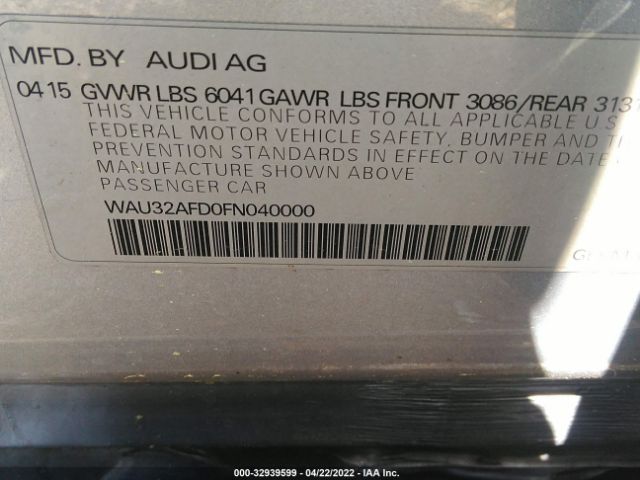 MFD. BY AUDI AG
0415 GVWR LBS 6041 GAWR LBS FRONT 3086/REAR 3131
THIS VEHICLE CONFORMS TO ALL APPLICABLE U.S
FEDERAL MOTOR VEHICLE SAFETY, BUMPER AND
PREVENTION STANDARDS IN EFFECT ON THE DATE
MANUFACTURE SHOWN ABOVE
PASSENGER CAR
WAU32AFD0FN040000
000-32939599 - 04/22/2022 - IAA Inc.